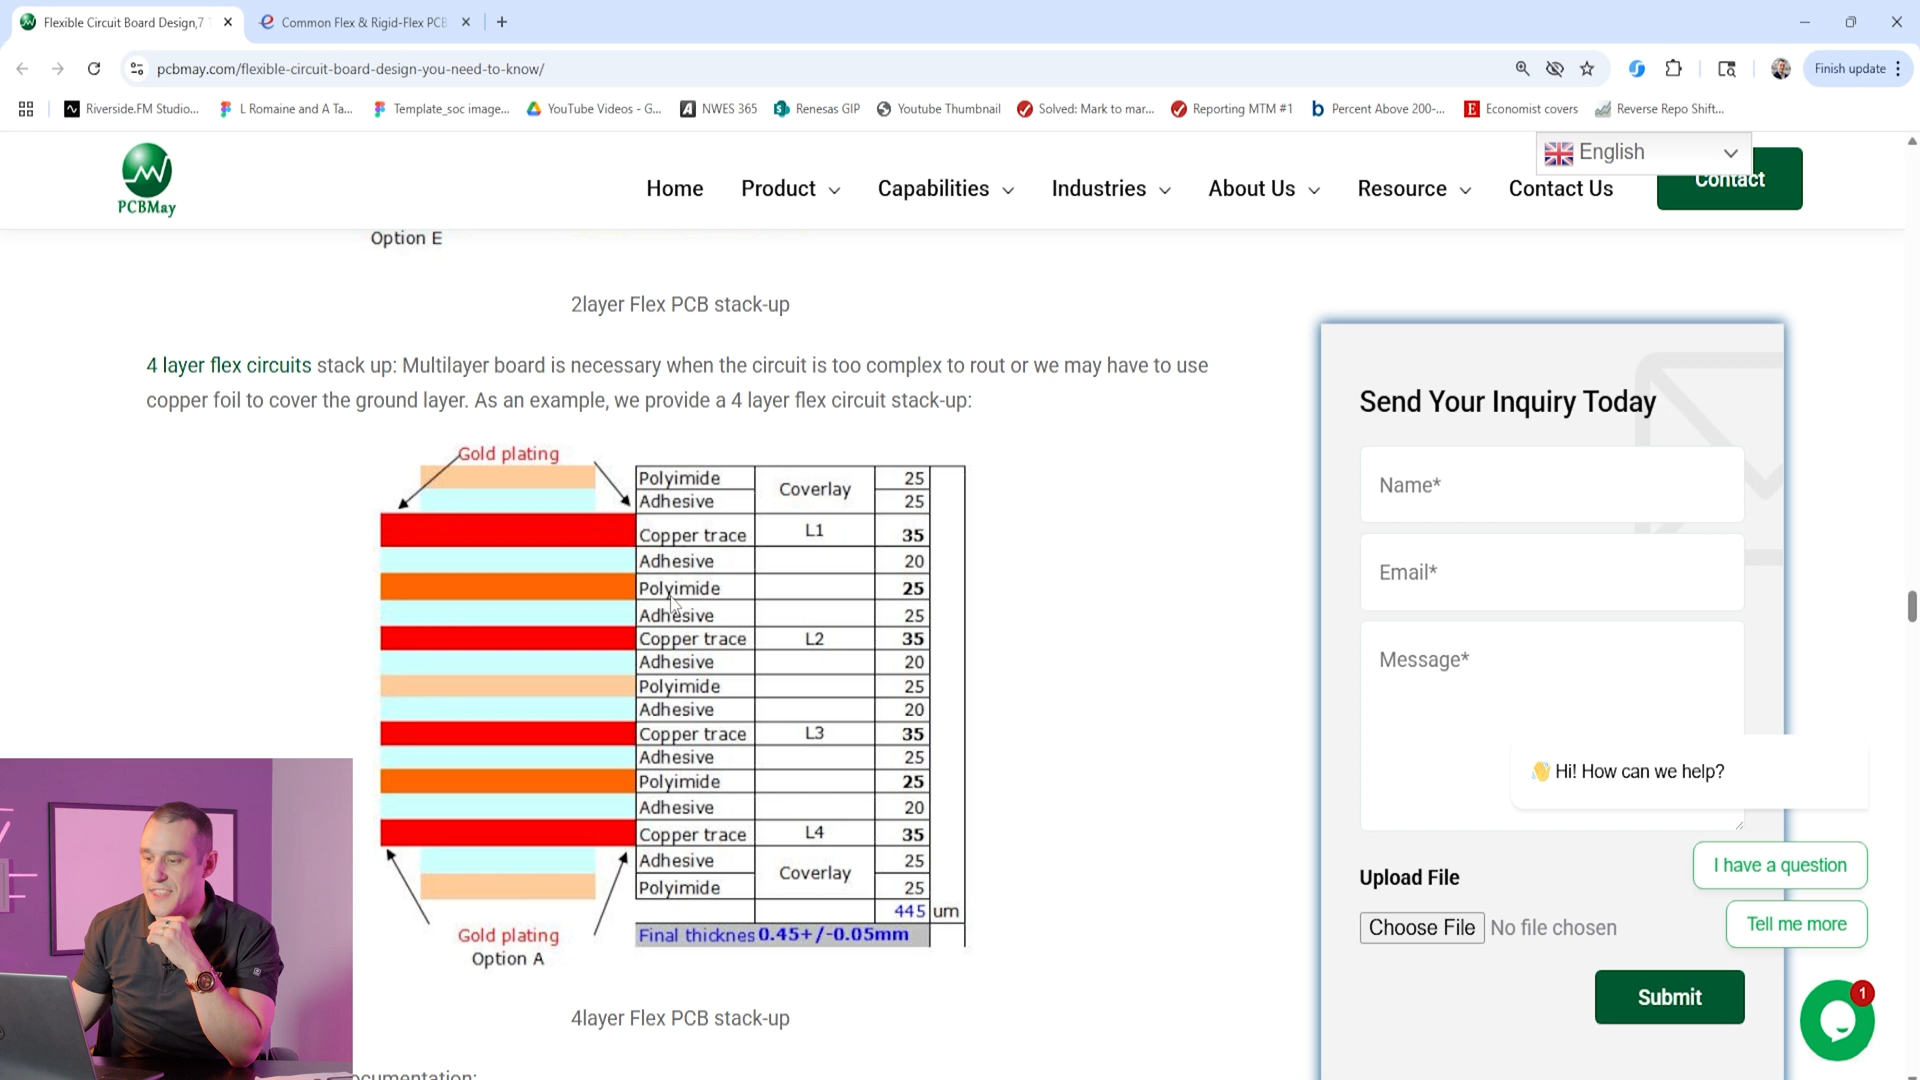 Flexible Circuit Board Design,7
Common Flex & Rigid-Flex PCB
pcbmay.com/flexible-circuit-board-design-you-need-to-know/
Finish update
Riverside.FM Studio...
L Romaine and A Ta...
Template_soc image...
YouTube Videos - G...
NWES 365
Renesas GIP
Youtube Thumbnail
Solved: Mark to mar...
Reporting MTM #1
Percent Above 200-...
Economist covers
Reverse Repo Shift...
PCBMay
Home
Product
Capabilities
Industries
About Us
Resource
Contact Us
English
Contact
Option E
2layer Flex PCB stack-up
4 layer flex circuits stack up: Multilayer board is necessary when the circuit is too complex to rout or we may have to use
copper foil to cover the ground layer. As an example, we provide a 4 layer flex circuit stack-up:
Gold plating
Polyimide Coverlay 25
Adhesive 25
Copper trace L1 35
Adhesive 20
Polyimide 25
Adhesive 25
Copper trace L2 35
Adhesive 20
Polyimide 25
Adhesive 20
Copper trace L3 35
Adhesive 25
Polyimide 25
Adhesive 20
Copper trace L4 35
Adhesive Coverlay 25
Polyimide 25
445 um
Final thicknes 0.45+/-0.05mm
Gold plating
Option A
4layer Flex PCB stack-up
Send Your Inquiry Today
Name*
Email*
Message*
👋 Hi! How can we help?
I have a question
Upload File
Choose File No file chosen
Tell me more
Submit
1